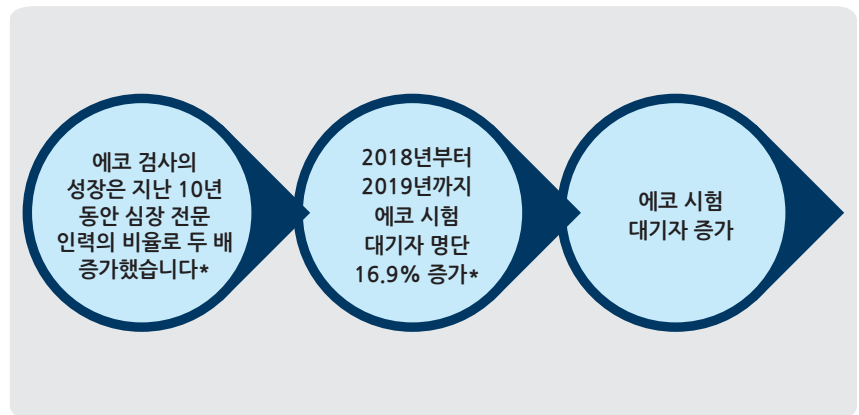 에코 검사의
성장은 지난 10년
동안 심장 전문
인력의 비율로 두 배
증가했습니다*
2018년부터
2019년까지
에코 시험
대기자 명단
16.9% 증가*
에코 시험
대기자 증가